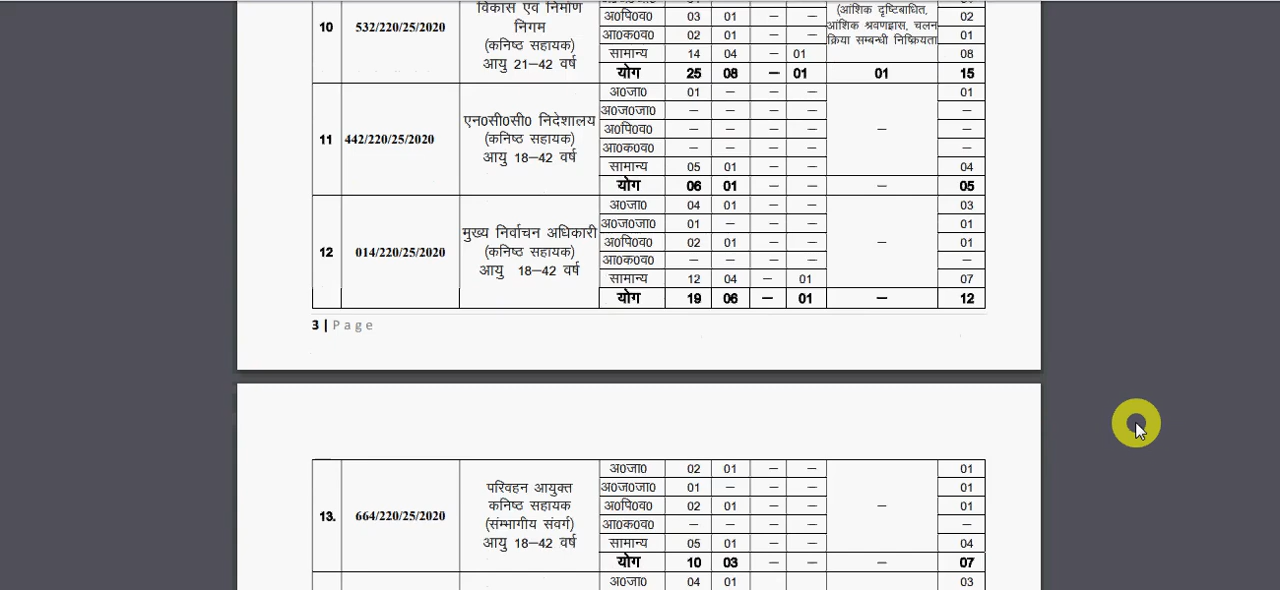 10 532/220/25/2020 विकास एवं निर्माण निगम (कनिष्ठ सहायक) आयु 21–42 वर्ष
(आंशिक दृष्टिबाधित, आंशिक श्रवणह्रास, चलन क्रिया सम्बन्धी निष्क्रियता
अ0पि0व0 03 01 – – 02
आ0क0व0 02 01 – – 01
सामान्य 14 04 – 01 08
योग 25 08 – 01 01 15
11 442/220/25/2020 एन0सी0सी0 निदेशालय (कनिष्ठ सहायक) आयु 18–42 वर्ष
अ0जा0 01 – – – 01
अ0ज0जा0 – – – – –
अ0पि0व0 – – – – – –
आ0क0व0 – – – – –
सामान्य 05 01 – – 04
योग 06 01 – – – 05
12 014/220/25/2020 मुख्य निर्वाचन अधिकारी (कनिष्ठ सहायक) आयु 18–42 वर्ष
अ0जा0 04 01 – – 03
अ0ज0जा0 01 – – – 01
अ0पि0व0 02 01 – – – 01
आ0क0व0 – – – – –
सामान्य 12 04 – 01 07
योग 19 06 – 01 – 12
3 | Page
13. 664/220/25/2020 परिवहन आयुक्त कनिष्ठ सहायक (संम्भागीय संवर्ग) आयु 18–42 वर्ष
अ0जा0 02 01 – – 01
अ0ज0जा0 01 – – – 01
अ0पि0व0 02 01 – – – 01
आ0क0व0 – – – – –
सामान्य 05 01 – – 04
योग 10 03 – – – 07
अ0जा0 04 01 03